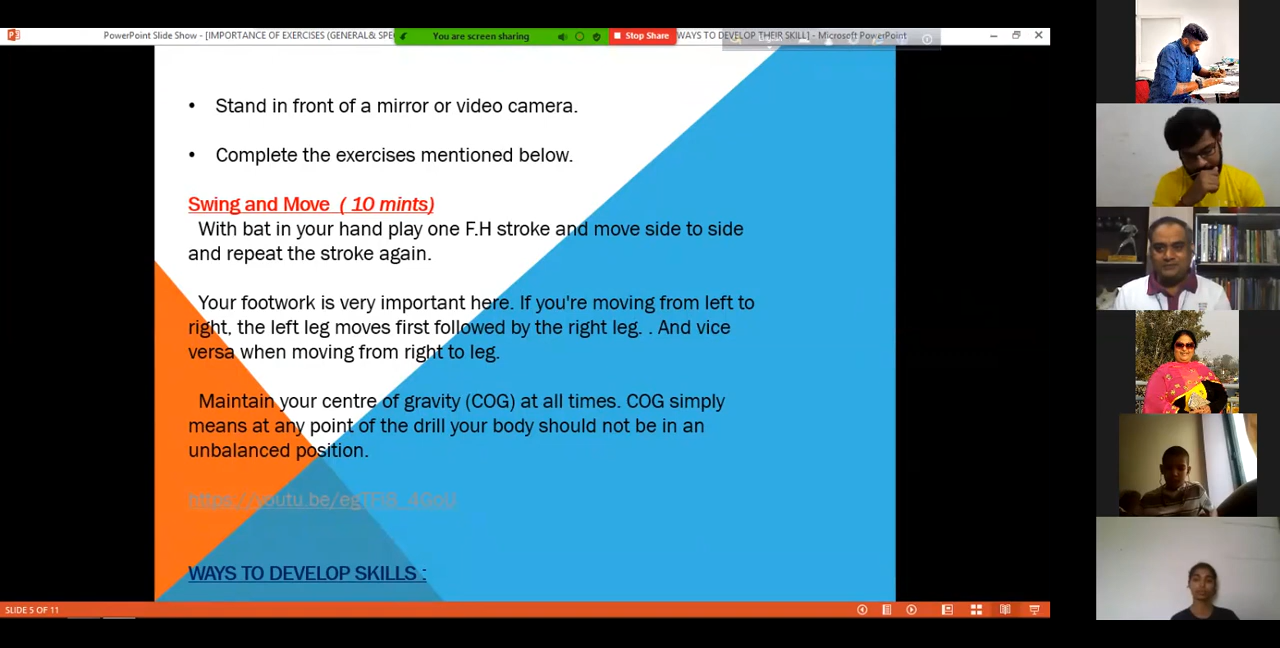 PowerPoint Slide Show - [IMPORTANCE OF EXERCISES (GENERAL& SPE
You are screen sharing
Stop Share
WAYS TO DEVELOP THEIR SKILL] - Microsoft PowerPoint
• Stand in front of a mirror or video camera.
• Complete the exercises mentioned below.
Swing and Move ( 10 mints)
With bat in your hand play one F.H stroke and move side to side
and repeat the stroke again.
Your footwork is very important here. If you're moving from left to
right, the left leg moves first followed by the right leg. . And vice
versa when moving from right to leg.
Maintain your centre of gravity (COG) at all times. COG simply
means at any point of the drill your body should not be in an
unbalanced position.
WAYS TO DEVELOP SKILLS :
SLIDE 5 OF 11